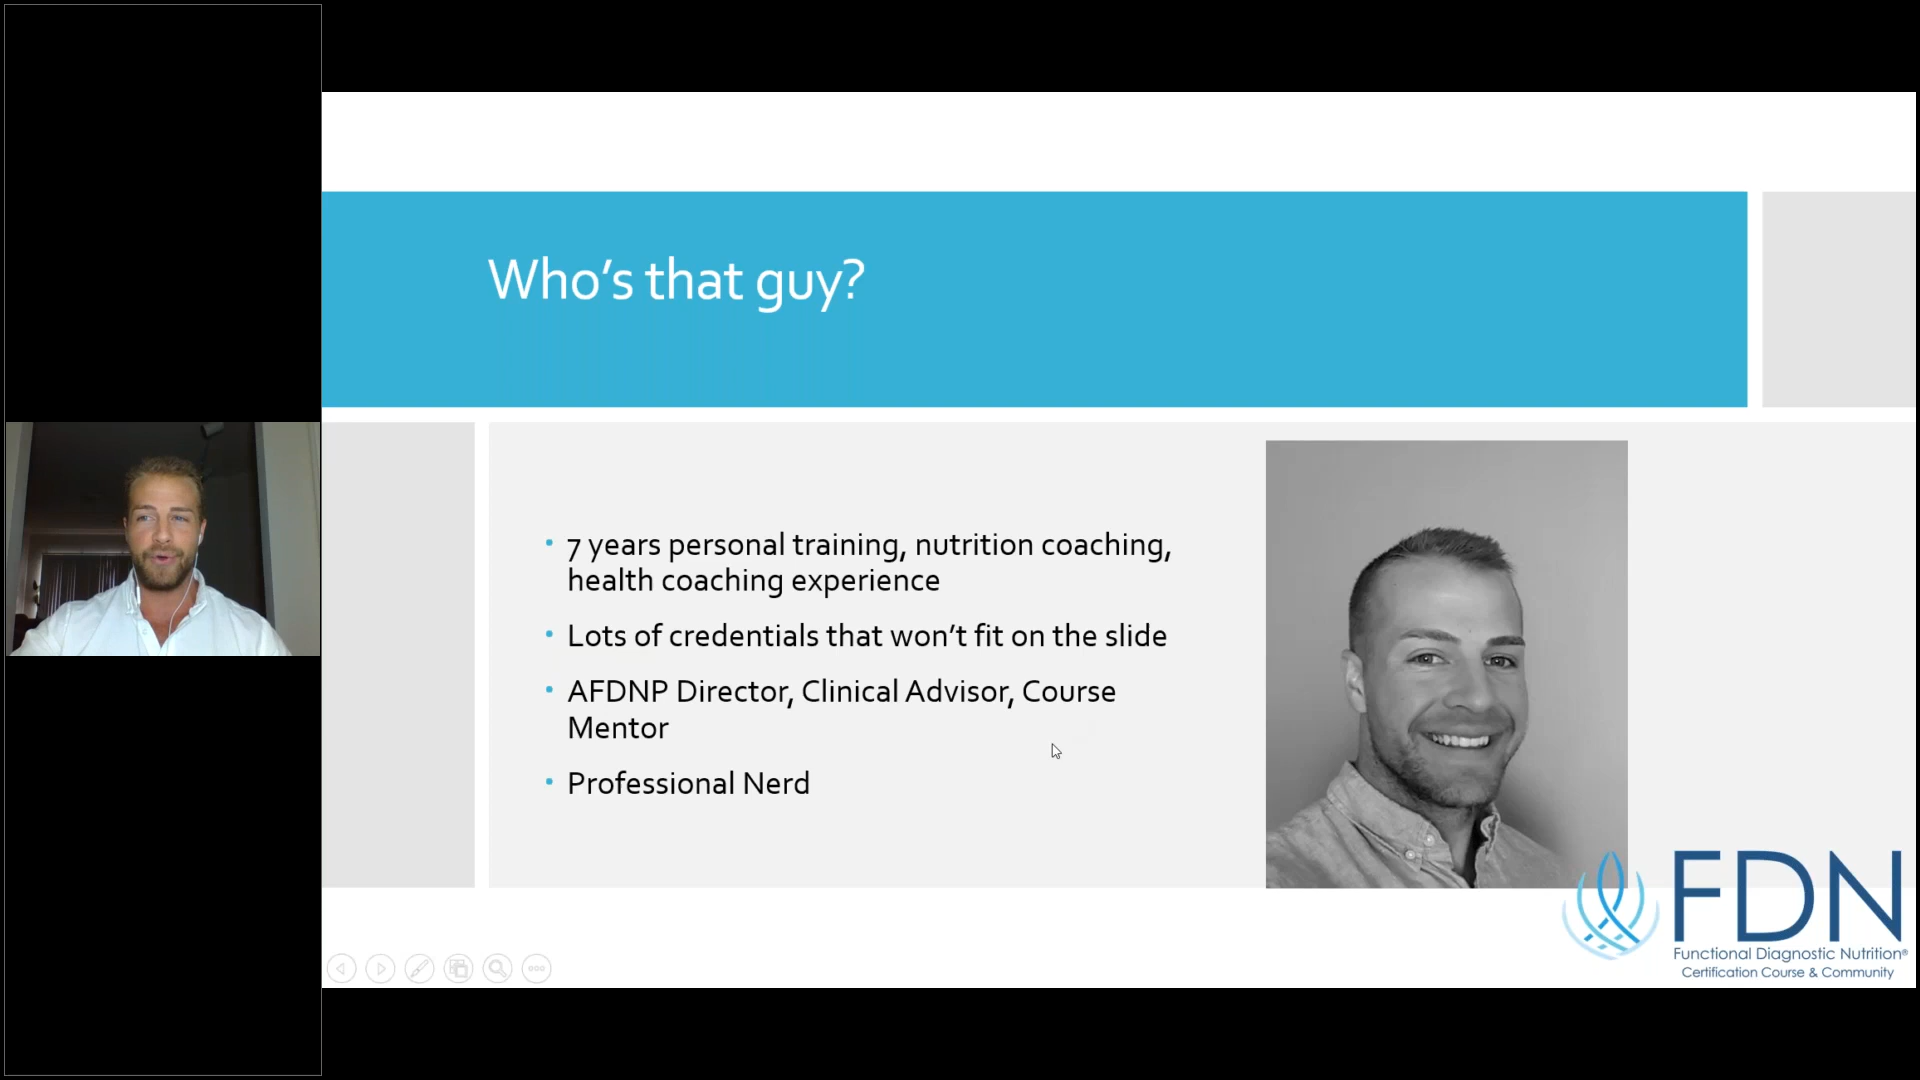 Who's that guy?
• 7 years personal training, nutrition coaching,
health coaching experience
• Lots of credentials that won't fit on the slide
• AFDNP Director, Clinical Advisor, Course
Mentor
• Professional Nerd
FDN
Functional Diagnostic Nutrition®
Certification Course & Community